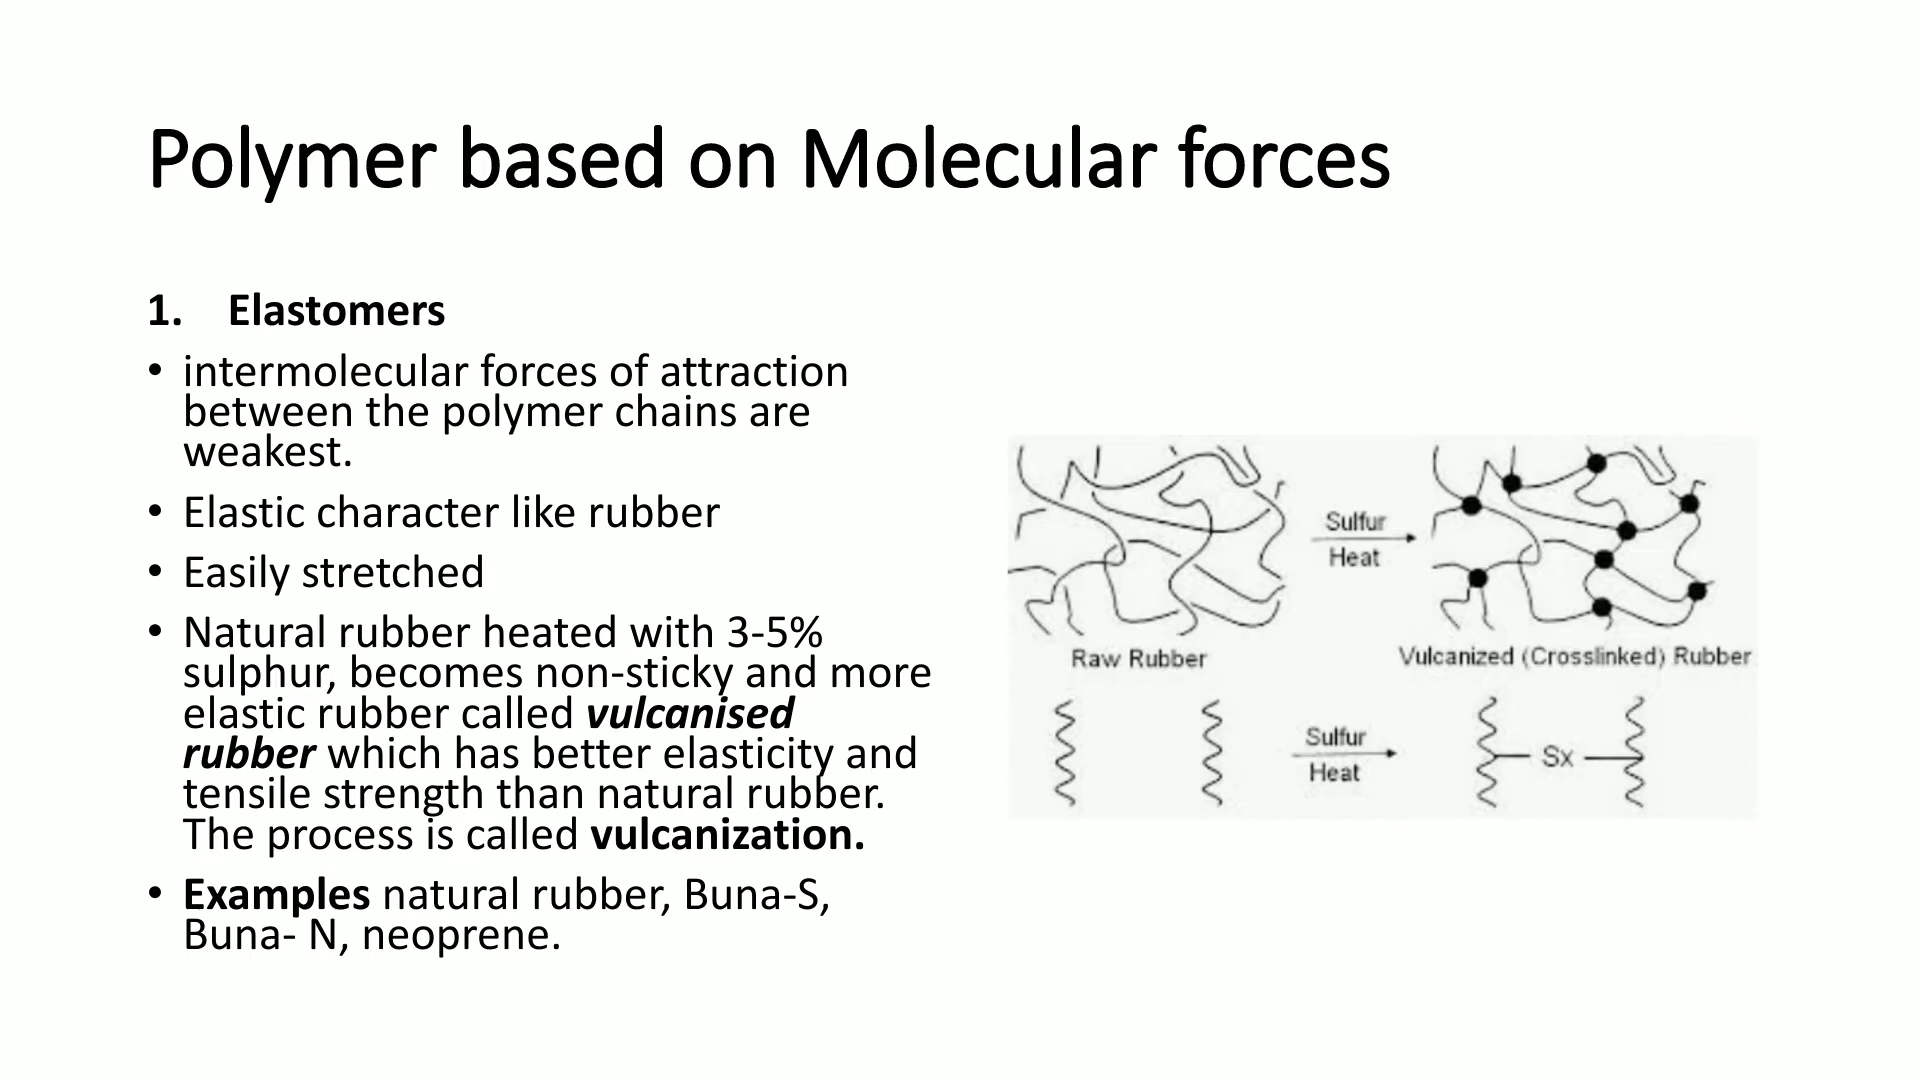 Polymer based on Molecular forces
1. Elastomers
• intermolecular forces of attraction
between the polymer chains are
weakest.
• Elastic character like rubber
• Easily stretched
• Natural rubber heated with 3-5%
sulphur, becomes non-sticky and more
elastic rubber called vulcanised
rubber which has better elasticity and
tensile strength than natural rubber.
The process is called vulcanization.
• Examples natural rubber, Buna-S,
Buna- N, neoprene.
Sulfur
Heat
Raw Rubber
Vulcanized (Crosslinked) Rubber
Sulfur
Heat
Sx